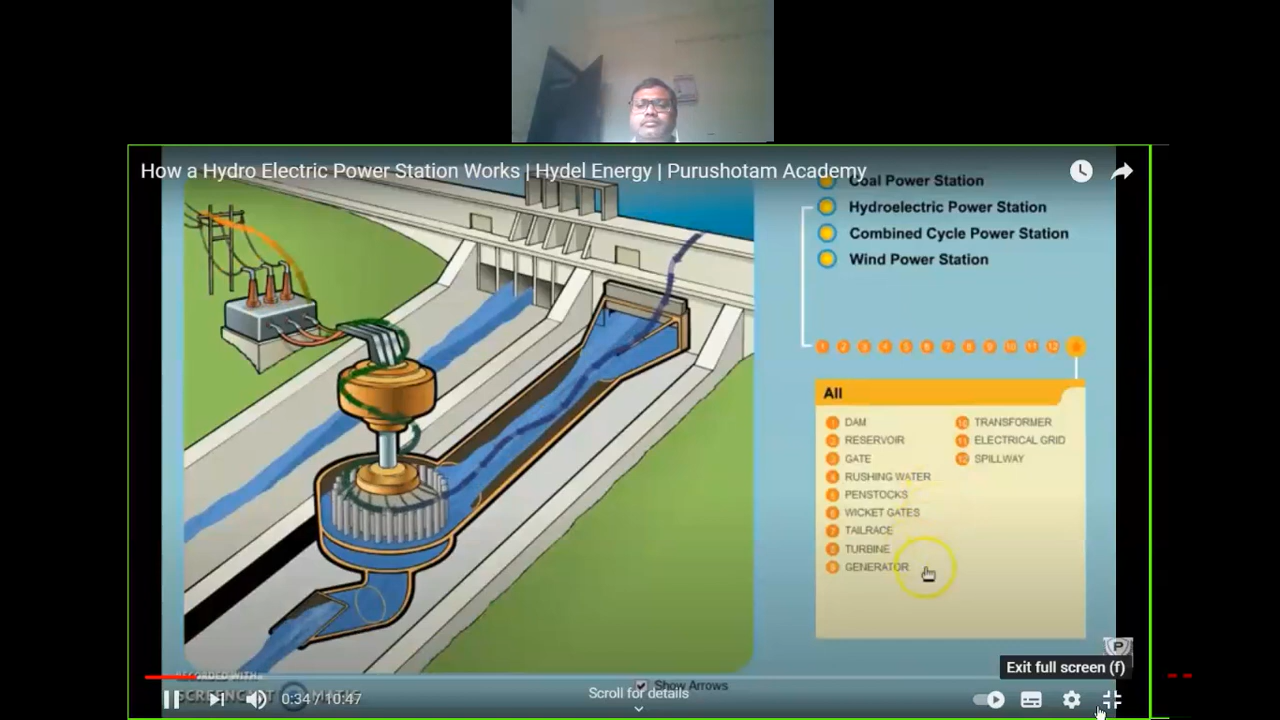 How a Hydro Electric Power Station Works | Hydel Energy | Purushotam Academy
Coal Power Station
Hydroelectric Power Station
Combined Cycle Power Station
Wind Power Station
1 2 3 4 5 6 7 8 9 10 11 12
All
1 DAM
2 RESERVOIR
3 GATE
4 RUSHING WATER
5 PENSTOCKS
6 WICKET GATES
7 TAILRACE
8 TURBINE
9 GENERATOR
10 TRANSFORMER
11 ELECTRICAL GRID
12 SPILLWAY
P
Exit full screen (f)
RECORDED WITH
Show Arrows
0:34 / 10:47
Scroll for details